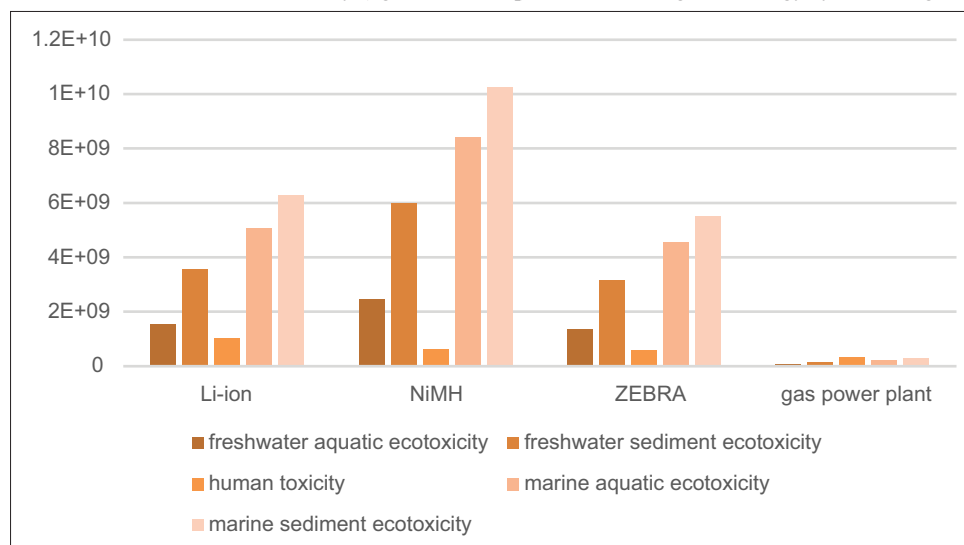 1.2E+10
1E+10
8E+09
6E+09
4E+09
2E+09
0
Li-ion NiMH ZEBRA gas power plant
freshwater aquatic ecotoxicity freshwater sediment ecotoxicity
human toxicity marine aquatic ecotoxicity
marine sediment ecotoxicity